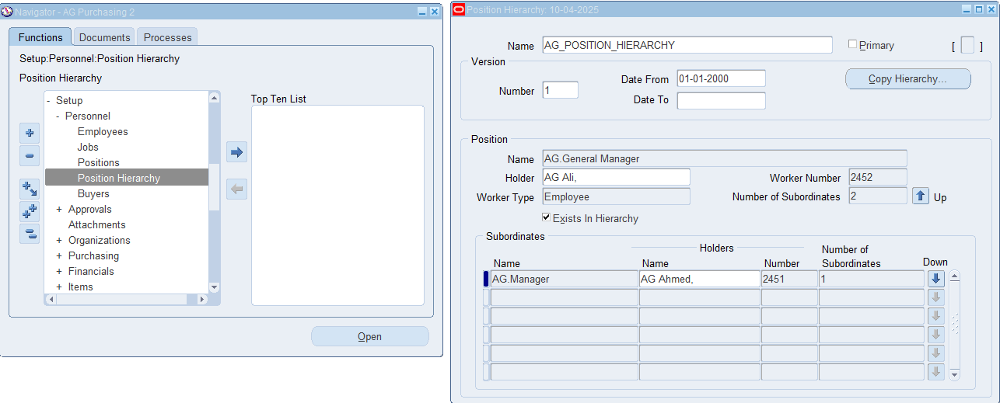 Navigator - AG Purchasing 2
Functions
Documents
Processes
Setup:Personnel:Position Hierarchy
Position Hierarchy
- Setup
- Personnel
Employees
Jobs
Positions
Position Hierarchy
Buyers
+ Approvals
Attachments
+ Organizations
+ Purchasing
+ Financials
+ Items
Top Ten List
Open
Position Hierarchy: 10-04-2025
Name AG_POSITION_HIERARCHY
Primary
[ ]
Version
Number 1
Date From 01-01-2000
Date To
Copy Hierarchy...
Position
Name AG.General Manager
Holder AG Ali, Worker Number 2452
Worker Type Employee Number of Subordinates 2 Up
Exists In Hierarchy
Subordinates
Holders
Name Name Number Number of Subordinates Down
AG.Manager AG Ahmed, 2451 1